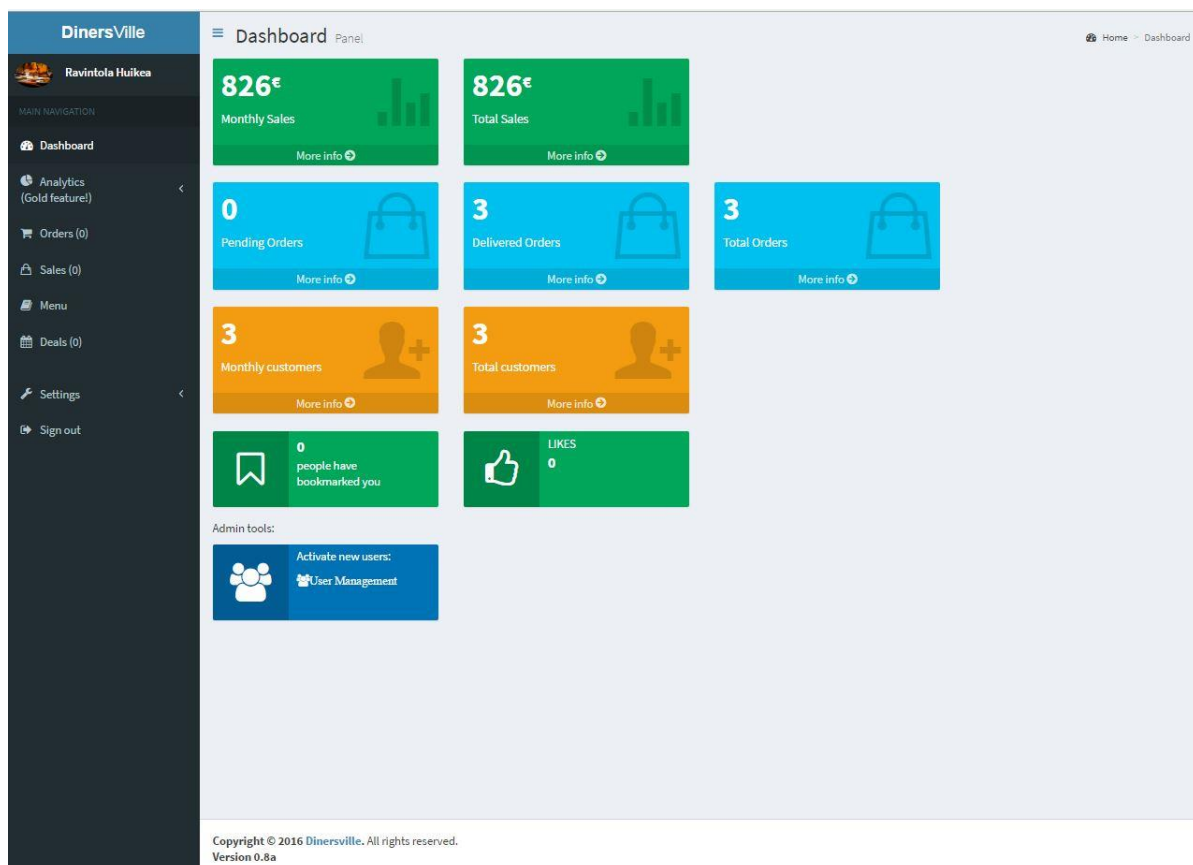 DinersVille
Ravintola Huikea
MAIN NAVIGATION
Dashboard
Analytics
(Gold feature!)
Orders (0)
Sales (0)
Menu
Deals (0)
Settings
Sign out
Dashboard Panel
Home > Dashboard
826€
Monthly Sales
More info
826€
Total Sales
More info
0
Pending Orders
More info
3
Delivered Orders
More info
3
Total Orders
More info
3
Monthly customers
More info
3
Total customers
More info
0
people have
bookmarked you
LIKES
0
Admin tools:
Activate new users:
User Management
Copyright © 2016 Dinersville. All rights reserved.
Version 0.8a